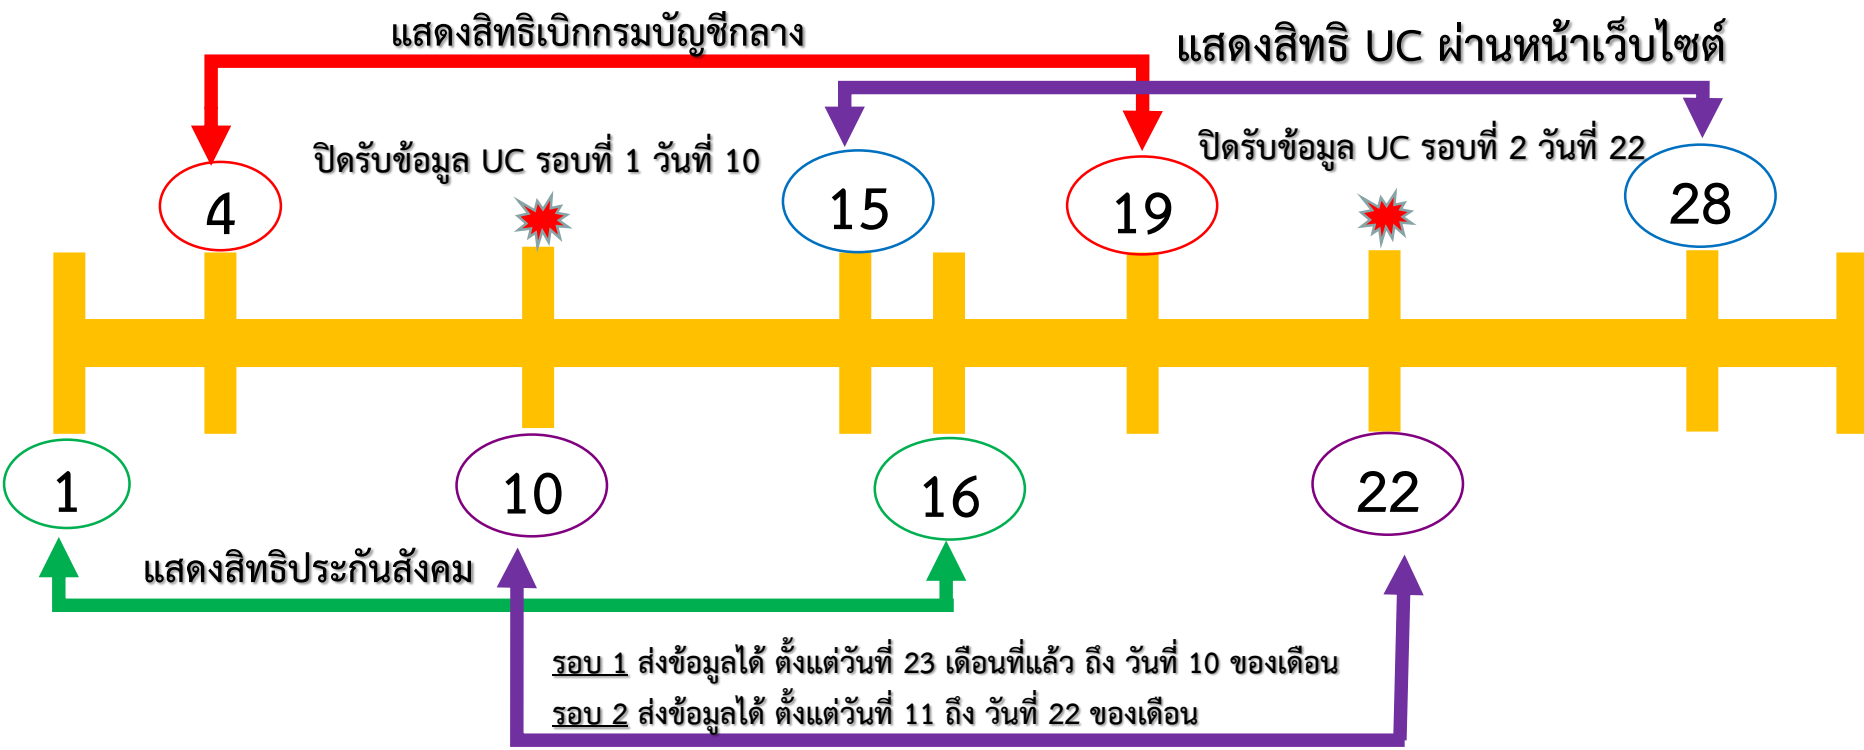 แสดงสิทธิเบิกกรมบัญชีกลาง
แสดงสิทธิ UC ผ่านหน้าเว็บไซต์
ปิดรับข้อมูล UC รอบที่ 1 วันที่ 10
ปิดรับข้อมูล UC รอบที่ 2 วันที่ 22
4
15
19
28
1
10
16
22
แสดงสิทธิประกันสังคม
รอบ 1 ส่งข้อมูลได้ ตั้งแต่วันที่ 23 เดือนที่แล้ว ถึง วันที่ 10 ของเดือน
รอบ 2 ส่งข้อมูลได้ ตั้งแต่วันที่ 11 ถึง วันที่ 22 ของเดือน